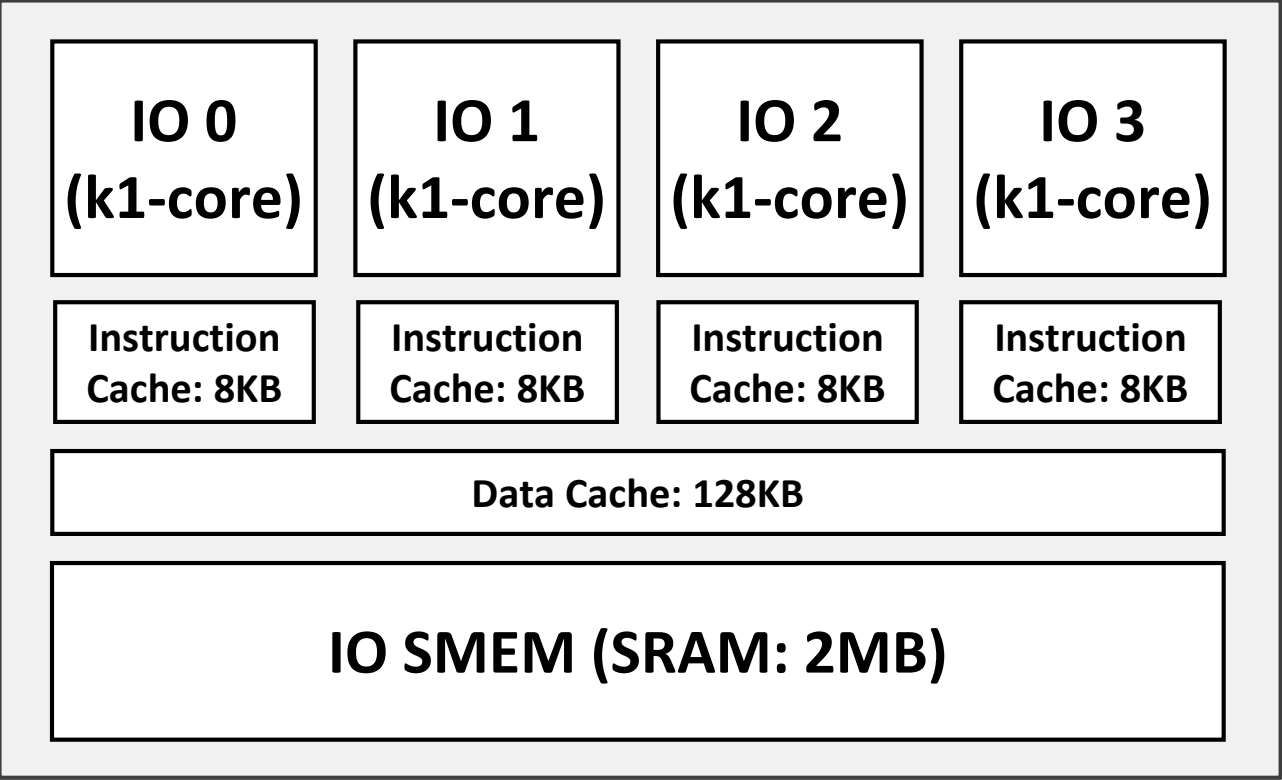 IO 0
(k1-core)
IO 1
(k1-core)
IO 2
(k1-core)
IO 3
(k1-core)
Instruction
Cache: 8KB
Instruction
Cache: 8KB
Instruction
Cache: 8KB
Instruction
Cache: 8KB
Data Cache: 128KB
IO SMEM (SRAM: 2MB)